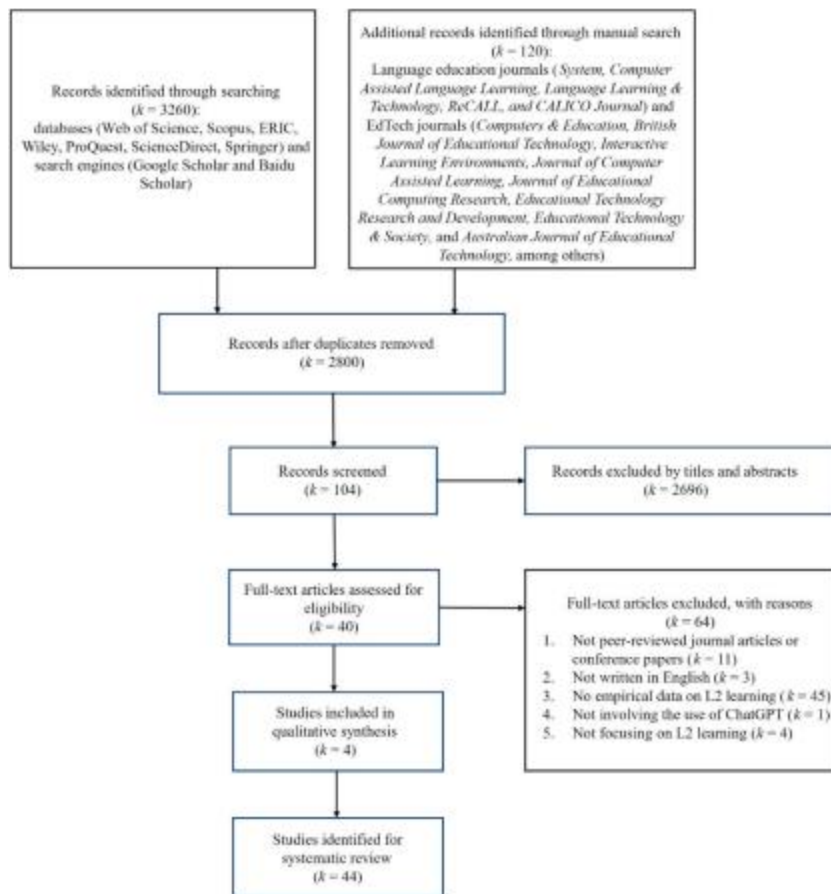 Records identified through searching
(k = 3260):
databases (Web of Science, Scopus, ERIC,
Wiley, ProQuest, ScienceDirect, Springer) and
search engines (Google Scholar and Baidu
Scholar)
Additional records identified through manual search
(k = 120):
Language education journals (System, Computer
Assisted Language Learning, Language Learning &
Technology, ReCALL, and CALICO Journal) and
EdTech journals (Computers & Education, British
Journal of Educational Technology, Interactive
Learning Environments, Journal of Computer
Assisted Learning, Journal of Educational
Computing Research, Educational Technology
Research and Development, Educational Technology
& Society, and Australian Journal of Educational
Technology, among others)
Records after duplicates removed
(k = 2800)
Records screened
(k = 104)
Records excluded by titles and abstracts
(k = 2696)
Full-text articles assessed for
eligibility
(k = 40)
Full-text articles excluded, with reasons
(k = 64)
1. Not peer-reviewed journal articles or
conference papers (k = 11)
2. Not written in English (k = 3)
3. No empirical data on L2 learning (k = 45)
4. Not involving the use of ChatGPT (k = 1)
5. Not focusing on L2 learning (k = 4)
Studies included in
qualitative synthesis
(k = 4)
Studies identified for
systematic review
(k = 44)